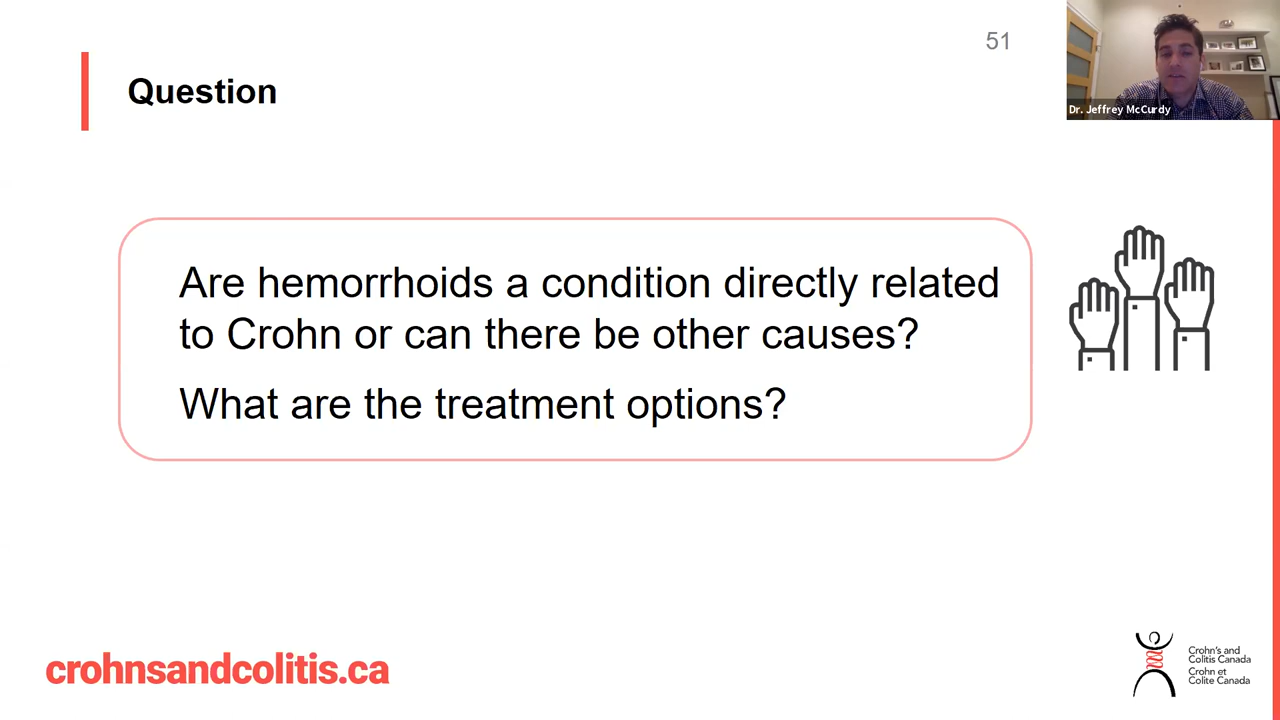 51
Dr. Jeffrey McCurdy
Question
Are hemorrhoids a condition directly related
to Crohn or can there be other causes?
What are the treatment options?
crohnsandcolitis.ca
Crohn's and
Colitis Canada
Crohn et
Colite Canada